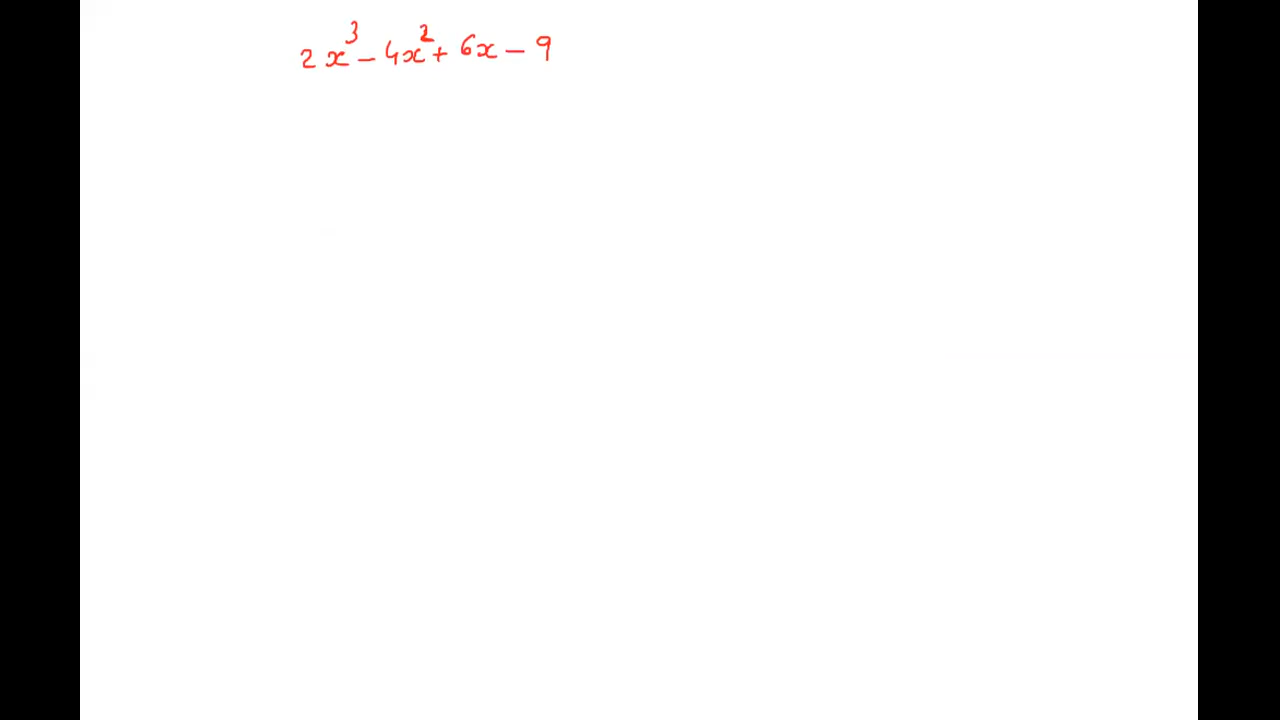 2x³ - 4x² + 6x - 9